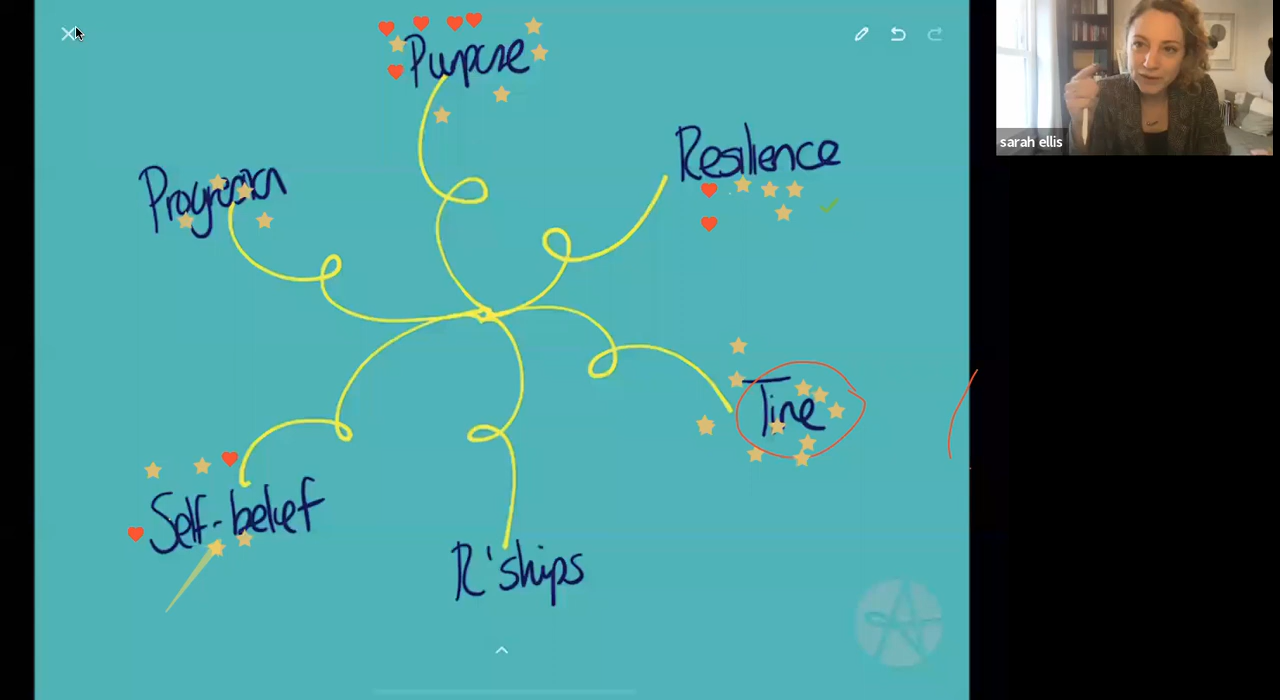 Purpose
Resilience
Progression
Time
Self-belief
R'ships
sarah ellis